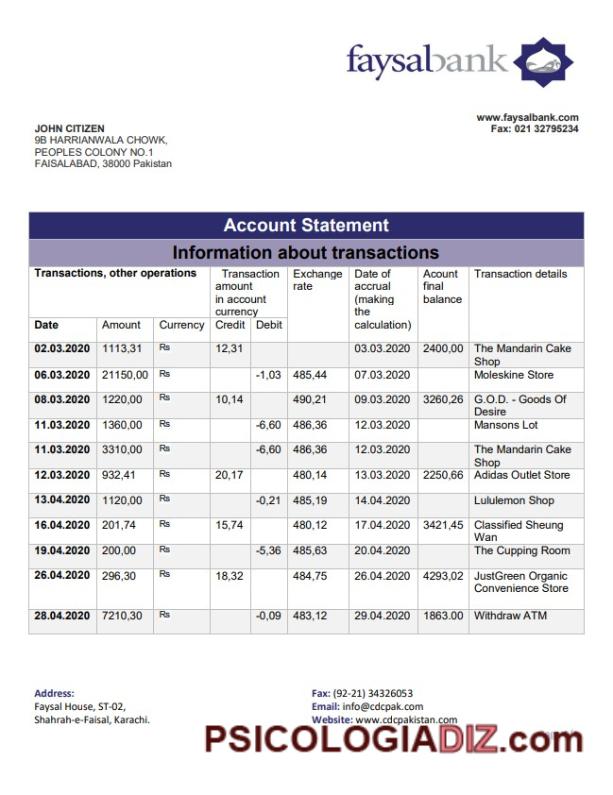 faysalbank
www.faysalbank.com
Fax: 021 32795234
JOHN CITIZEN
9B HARRIANWALA CHOWK,
PEOPLES COLONY NO.1
FAISALABAD, 38000 Pakistan
Account Statement
Information about transactions
Transactions, other operations
Transaction
amount
in account
currency
Exchange
rate
Date of
accrual
(making
the
calculation)
Acount
final
balance
Transaction details
Date Amount Currency Credit Debit
02.03.2020 1113,31 Rs 12,31 03.03.2020 2400,00 The Mandarin Cake
Shop
06.03.2020 21150,00 Rs -1,03 485,44 07.03.2020 Moleskine Store
08.03.2020 1220,00 Rs 10,14 490,21 09.03.2020 3260,26 G.O.D. - Goods Of
Desire
11.03.2020 1360,00 Rs -6,60 486,36 12.03.2020 Mansons Lot
11.03.2020 3310,00 Rs -6,60 486,36 12.03.2020 The Mandarin Cake
Shop
12.03.2020 932,41 Rs 20,17 480,14 13.03.2020 2250,66 Adidas Outlet Store
13.04.2020 1120,00 Rs -0,21 485,19 14.04.2020 Lululemon Shop
16.04.2020 201,74 Rs 15,74 480,12 17.04.2020 3421,45 Classified Sheung
Wan
19.04.2020 200,00 Rs -5,36 485,63 20.04.2020 The Cupping Room
26.04.2020 296,30 Rs 18,32 484,75 26.04.2020 4293,02 JustGreen Organic
Convenience Store
28.04.2020 7210,30 Rs -0,09 483,12 29.04.2020 1863.00 Withdraw ATM
Address:
Faysal House, ST-02,
Shahrah-e-Faisal, Karachi.
Fax: (92-21) 34326053
Email: info@cdcpak.com
Website: www.cdcpakistan.com
PSICOLOGIADIZ.com